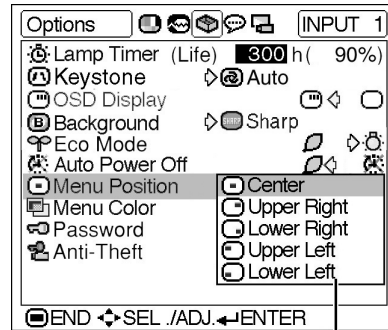 Options INPUT 1
Lamp Timer (Life) 300 h( 90%)
Keystone Auto
OSD Display
Background Sharp
Eco Mode
Auto Power Off
Menu Position Center
Menu Color Upper Right
Password Lower Right
Anti-Theft Upper Left
Lower Left
END SEL./ADJ. ENTER